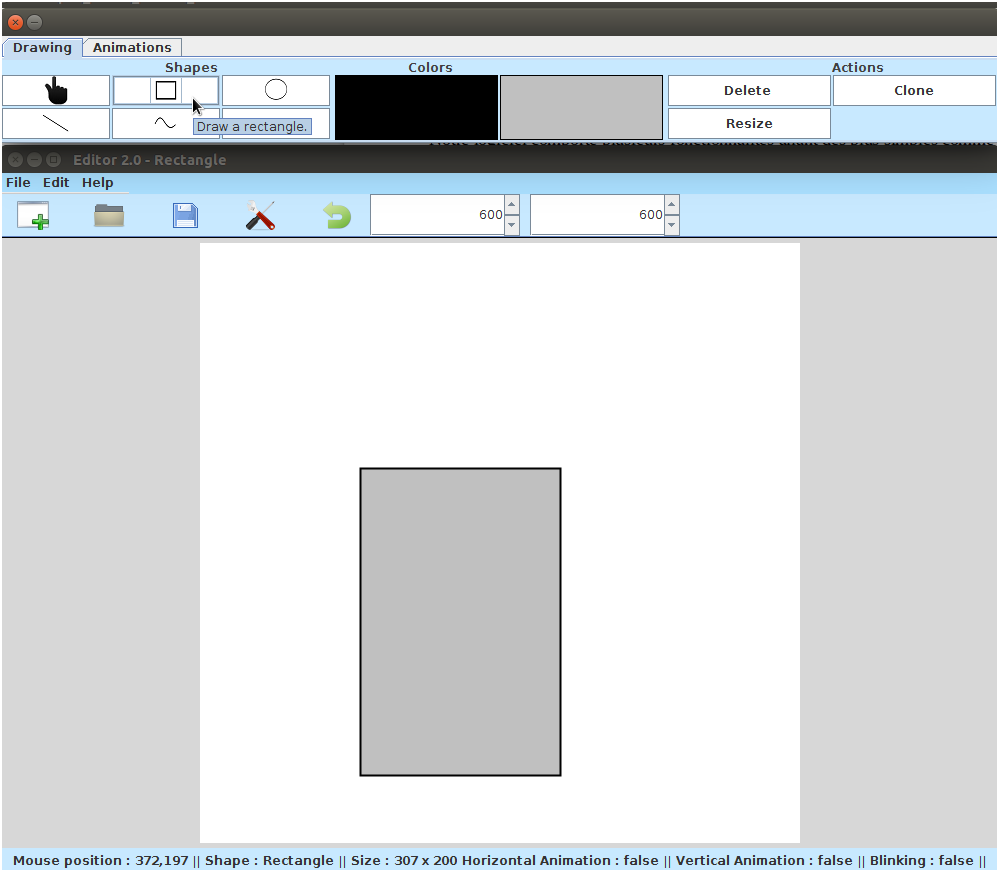 Drawing Animations
Shapes Colors Actions
Delete Clone
Draw a rectangle.
Resize
Editor 2.0 - Rectangle
File Edit Help
600 600
Mouse position : 372,197 || Shape : Rectangle || Size : 307 x 200 Horizontal Animation : false || Vertical Animation : false || Blinking : false ||